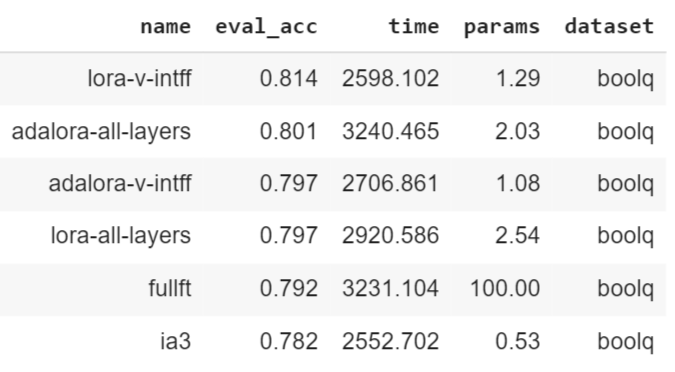 name eval_acc time params dataset
lora-v-intff 0.814 2598.102 1.29 boolq
adalora-all-layers 0.801 3240.465 2.03 boolq
adalora-v-intff 0.797 2706.861 1.08 boolq
lora-all-layers 0.797 2920.586 2.54 boolq
fullft 0.792 3231.104 100.00 boolq
ia3 0.782 2552.702 0.53 boolq